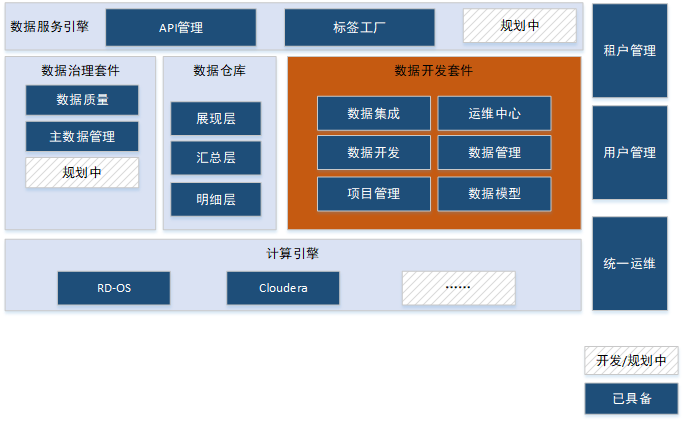 数据服务引擎
API管理
标签工厂
规划中
租户管理
数据治理套件
数据质量
主数据管理
规划中
数据仓库
展现层
汇总层
明细层
数据开发套件
数据集成
运维中心
数据开发
数据管理
项目管理
数据模型
用户管理
计算引擎
RD-OS
Cloudera
······
统一运维
开发/规划中
已具备